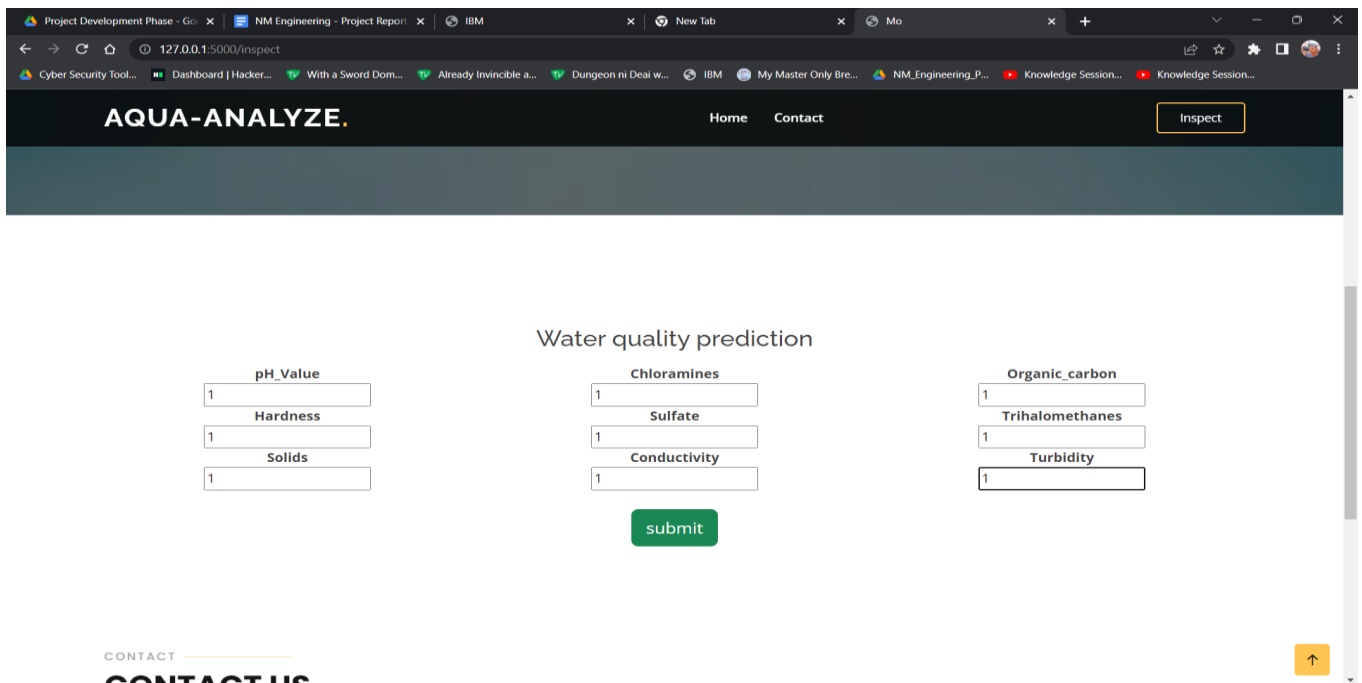 Project Development Phase - Go NM Engineering - Project Report IBM New Tab Mo
127.0.0.1:5000/inspect
Cyber Security Tool... Dashboard | Hacker... With a Sword Dom... Already Invincible a... Dungeon ni Deai w... IBM My Master Only Bre... NM_Engineering_P... Knowledge Session... Knowledge Session...
AQUA-ANALYZE. Home Contact Inspect
Water quality prediction
pH_Value Chloramines Organic_carbon
1 1 1
Hardness Sulfate Trihalomethanes
1 1 1
Solids Conductivity Turbidity
1 1 1
submit
CONTACT
CONTACT US